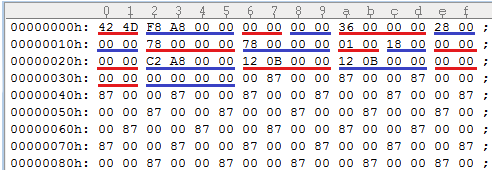 0 1 2 3 4 5 6 7 8 9 a b c d e f
00000000h: 42 4D F8 A8 00 00 00 00 00 00 36 00 00 00 28 00 ;
00000010h: 00 00 78 00 00 00 78 00 00 00 01 00 18 00 00 00 ;
00000020h: 00 00 C2 A8 00 00 12 0B 00 00 12 0B 00 00 00 00 ;
00000030h: 00 00 00 00 00 00 00 87 00 00 87 00 00 87 00 00 ;
00000040h: 87 00 00 87 00 00 87 00 00 87 00 00 87 00 00 87 ;
00000050h: 00 00 87 00 00 87 00 00 87 00 00 87 00 00 87 00 ;
00000060h: 00 87 00 00 87 00 00 87 00 00 87 00 00 87 00 00 ;
00000070h: 87 00 00 87 00 00 87 00 00 87 00 00 87 00 00 87 ;
00000080h: 00 00 87 00 00 87 00 00 87 00 00 87 00 00 87 00 ;